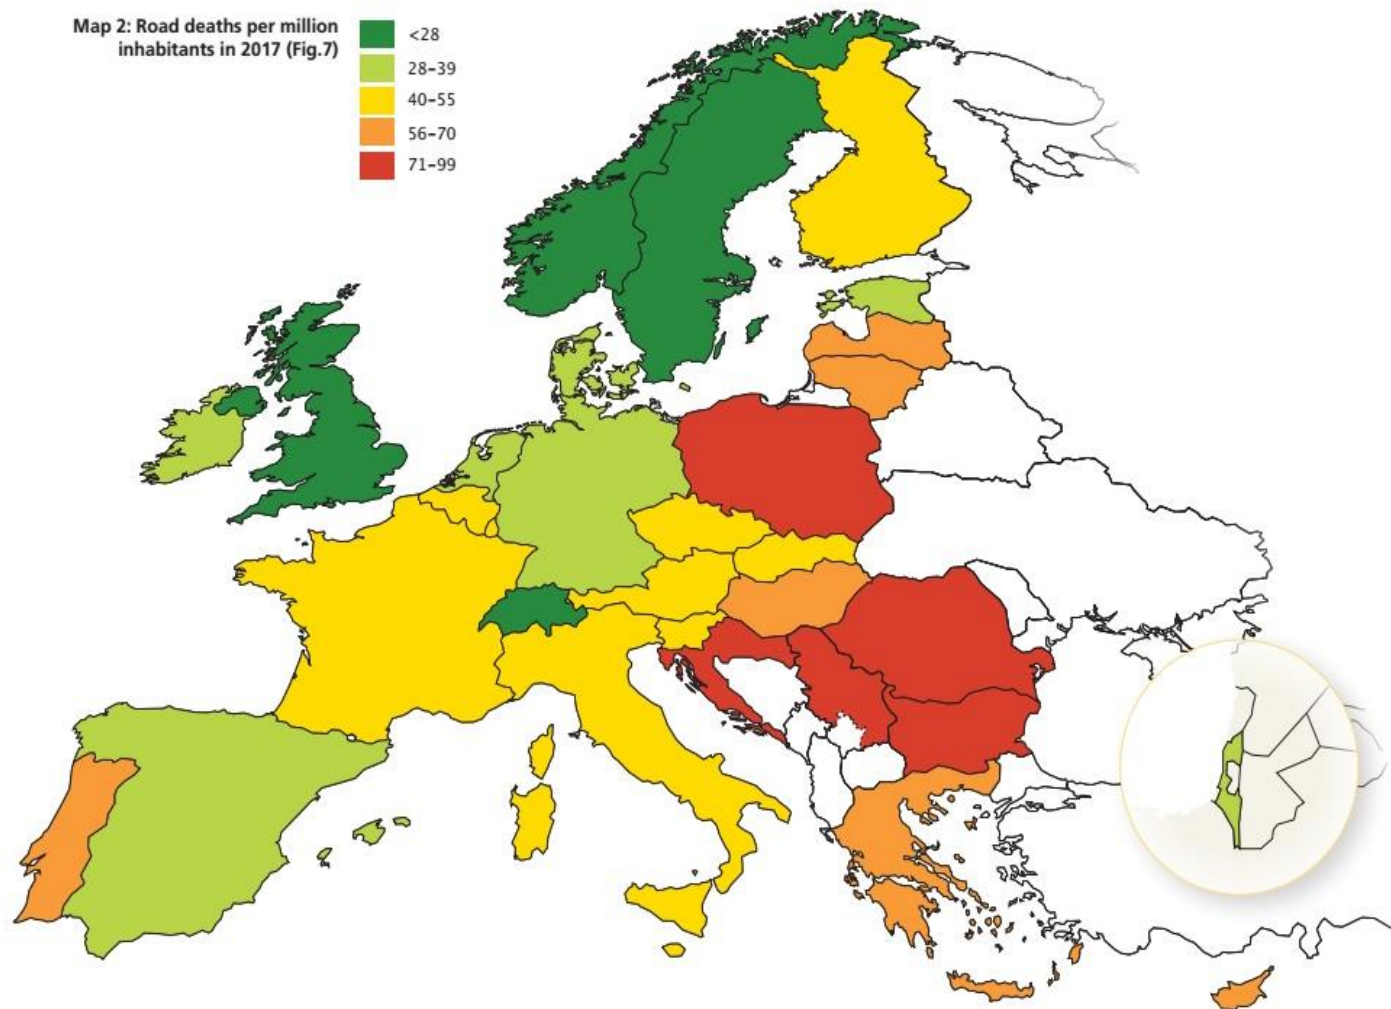 Map 2: Road deaths per million
inhabitants in 2017 (Fig.7)
<28
28–39
40–55
56–70
71–99